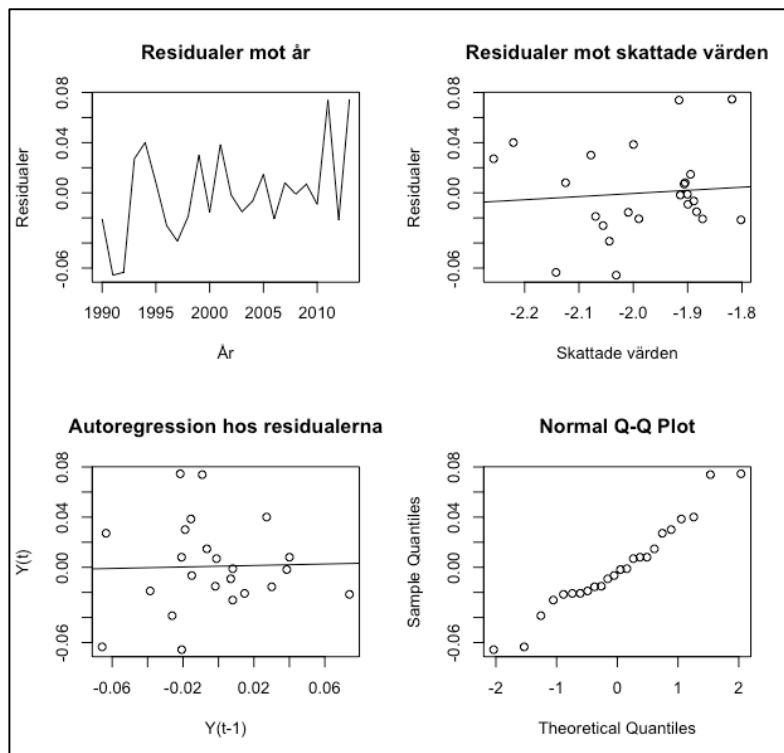 Residualer mot år
Residualer
-0.06
0.00
0.04
0.08
1990
1995
2000
2005
2010
År
Residualer mot skattade värden
Residualer
-0.06
0.00
0.04
0.08
-2.2
-2.1
-2.0
-1.9
-1.8
Skattade värden
Autoregression hos residualerna
Y(t)
-0.06
0.00
0.04
0.08
-0.06
-0.02
0.02
0.06
Y(t-1)
Normal Q-Q Plot
Sample Quantiles
-0.06
0.00
0.04
0.08
-2
-1
0
1
2
Theoretical Quantiles